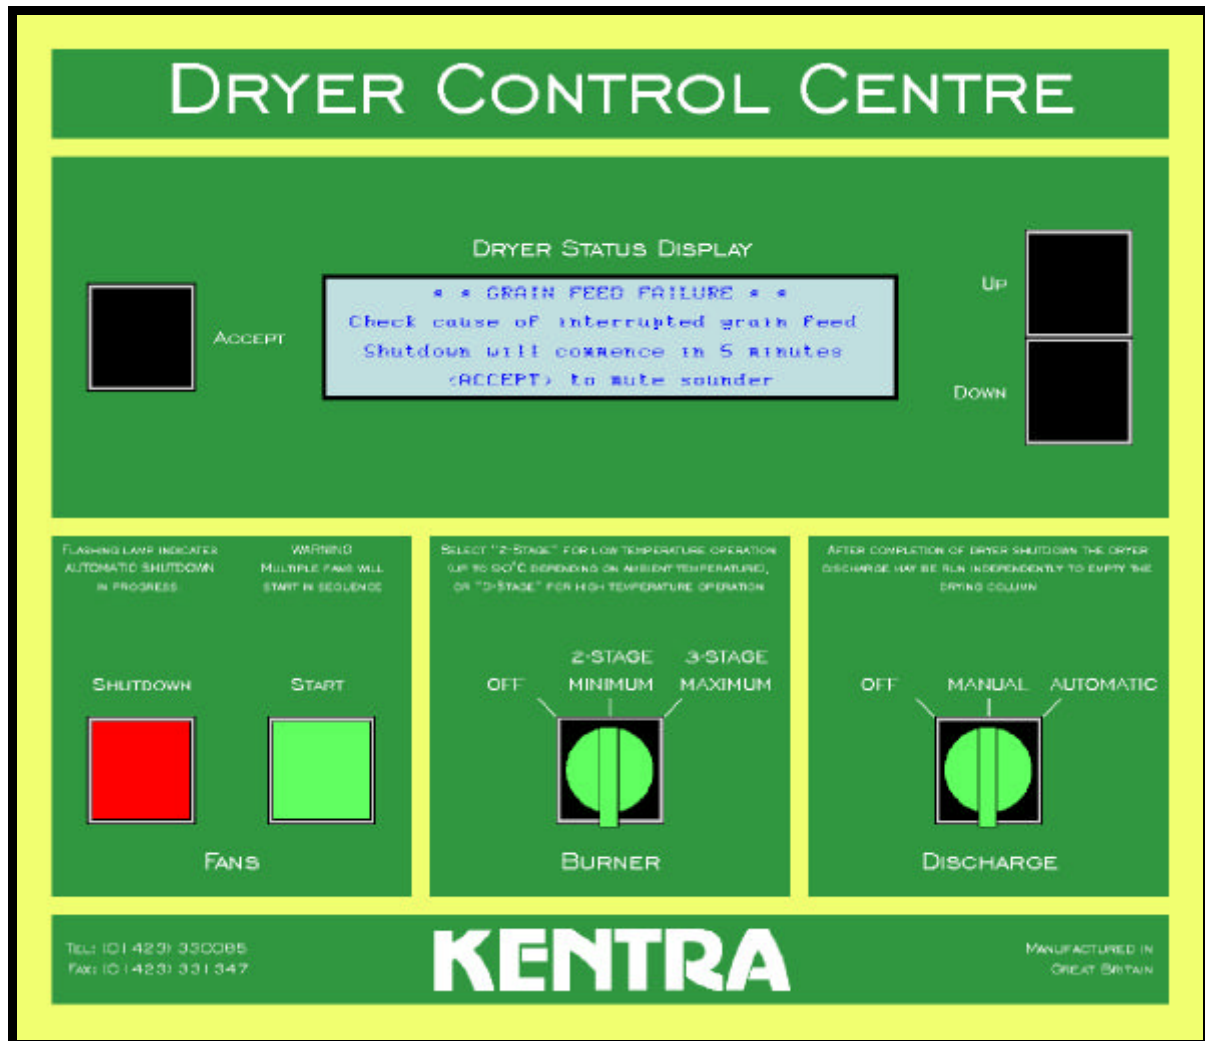 DRYER CONTROL CENTRE
DRYER STATUS DISPLAY
* * GRAIN FEED FAILURE * *
Check cause of interrupted grain feed
Shutdown will commence in 5 minutes
<ACCEPT> to mute sounder
ACCEPT
UP
DOWN
FLASHING LAMP INDICATES
AUTOMATIC SHUTDOWN
IN PROGRESS
WARNING
MULTIPLE FANS WILL
START IN SEQUENCE
SHUTDOWN
START
FANS
SELECT "2-STAGE" FOR LOW TEMPERATURE OPERATION
(UP TO 90°C DEPENDING ON AMBIENT TEMPERATURE),
OR "3-STAGE" FOR HIGH TEMPERATURE OPERATION
2-STAGE 3-STAGE
OFF MINIMUM MAXIMUM
BURNER
AFTER COMPLETION OF DRYER SHUTDOWN THE DRYER
DISCHARGE MAY BE RUN INDEPENDENTLY TO EMPTY THE
DRYING COLUMN
OFF MANUAL AUTOMATIC
DISCHARGE
TEL: (01423) 330085
FAX: (01423) 331347
KENTRA
MANUFACTURED IN
GREAT BRITAIN